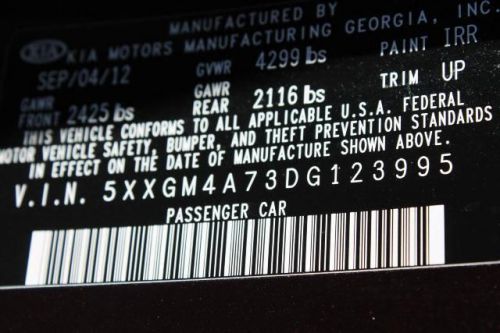 MANUFACTURED BY
KIA KIA MOTORS MANUFACTURING GEORGIA, INC.
SEP/04/12 GVWR 4299 lbs PAINT IRR
GAWR FRONT 2425 lbs GAWR REAR 2116 lbs TRIM UP
THIS VEHICLE CONFORMS TO ALL APPLICABLE U.S.A. FEDERAL
MOTOR VEHICLE SAFETY, BUMPER, AND THEFT PREVENTION STANDARDS
IN EFFECT ON THE DATE OF MANUFACTURE SHOWN ABOVE.
V.I.N. 5XXGM4A73DG123995
PASSENGER CAR